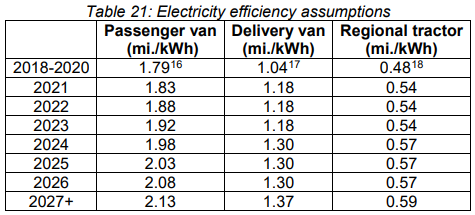 Table 21: Electricity efficiency assumptions
Passenger van (mi./kWh) Delivery van (mi./kWh) Regional tractor (mi./kWh)
2018-2020 1.79¹⁶ 1.04¹⁷ 0.48¹⁸
2021 1.83 1.18 0.54
2022 1.88 1.18 0.54
2023 1.92 1.18 0.54
2024 1.98 1.30 0.57
2025 2.03 1.30 0.57
2026 2.08 1.30 0.57
2027+ 2.13 1.37 0.59